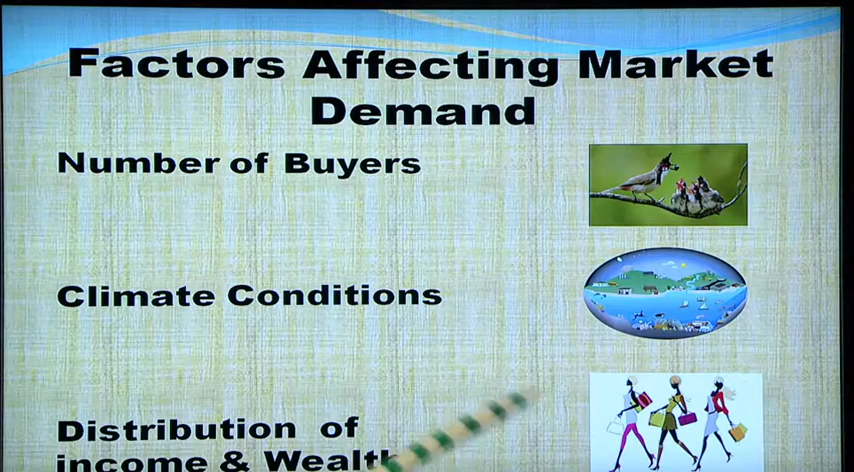 Factors Affecting Market
Demand
Number of Buyers
Climate Conditions
Distribution of
income & Wealth